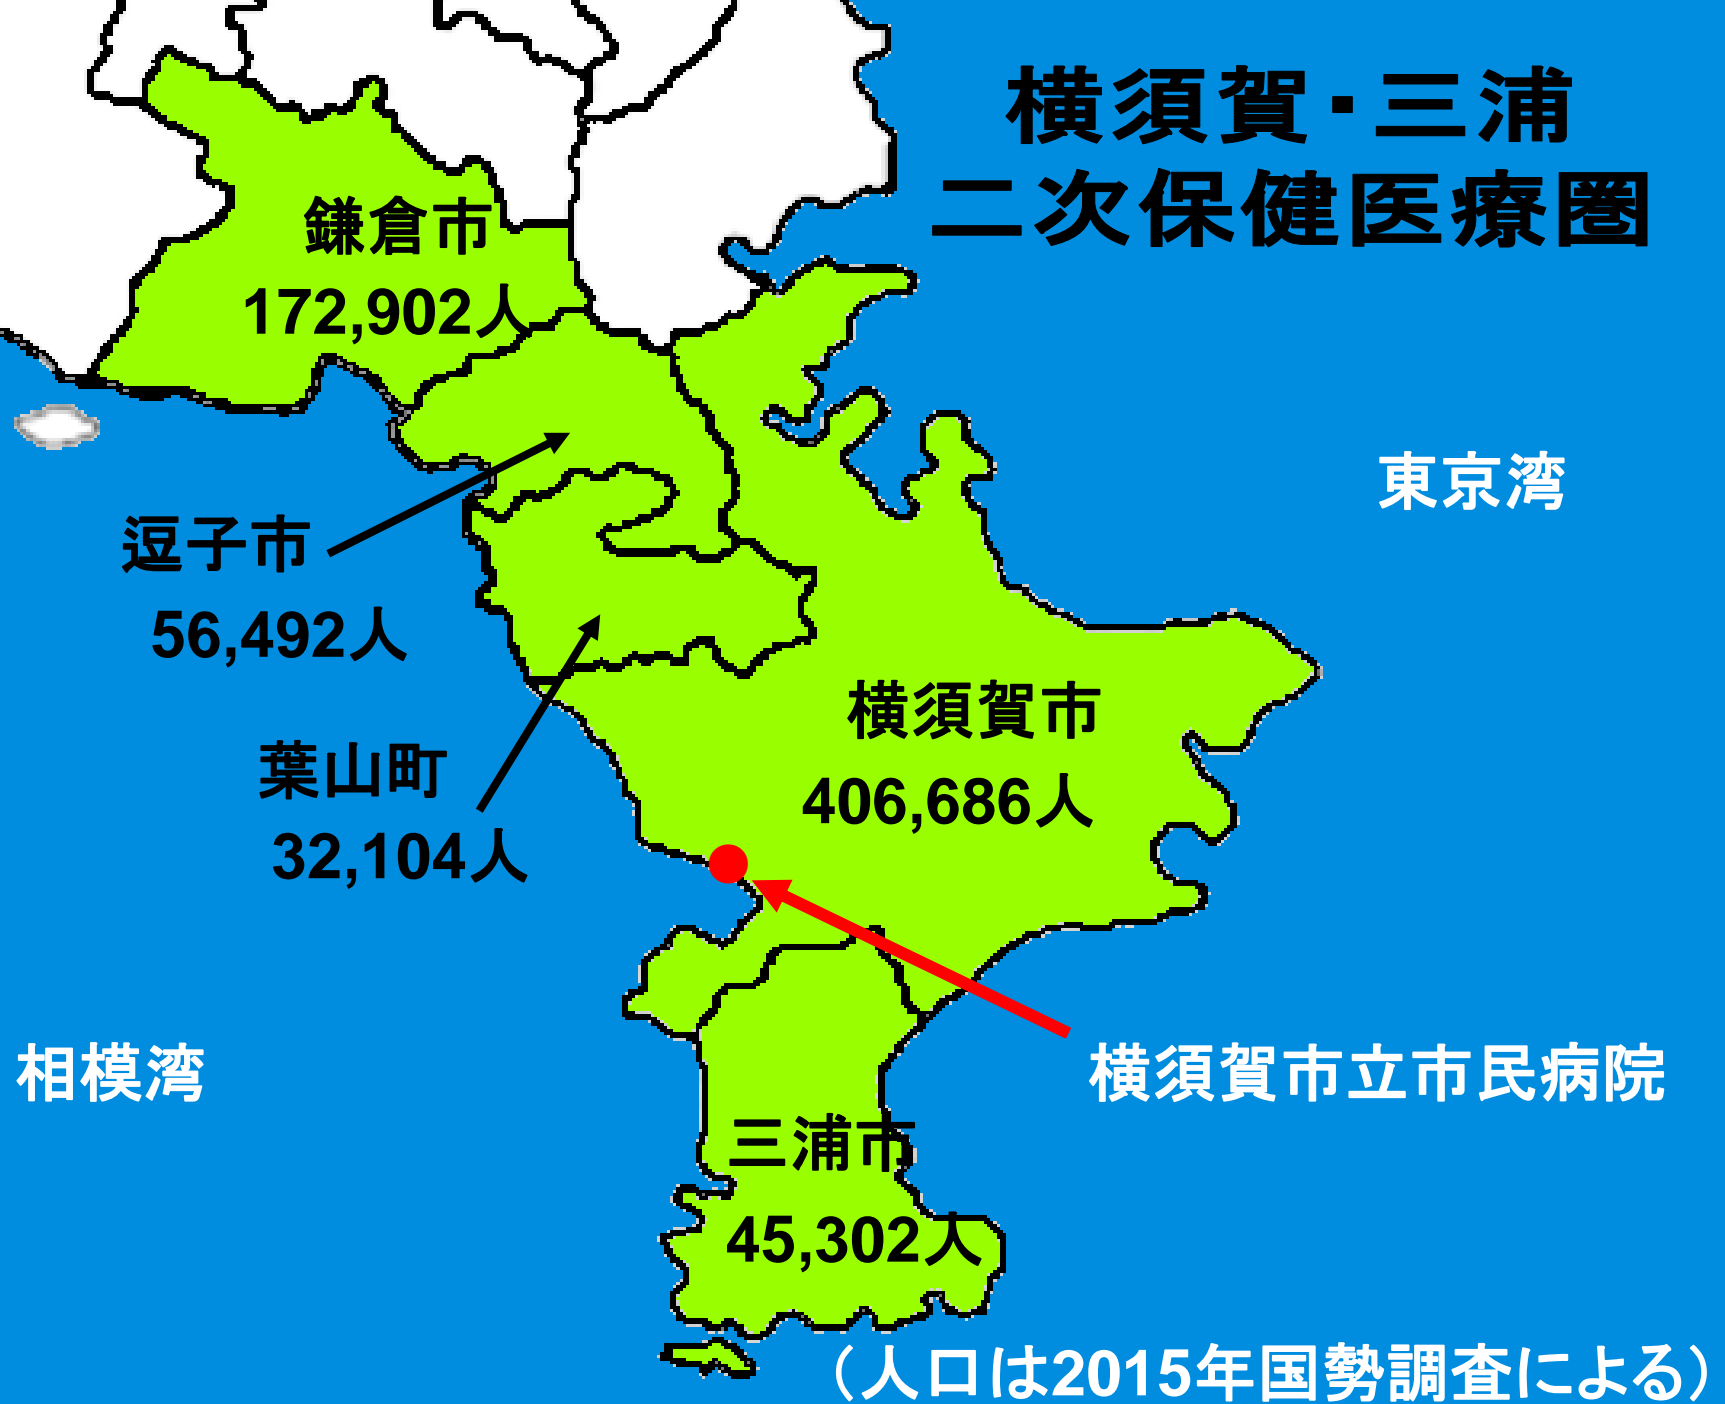 横須賀・三浦
二次保健医療圏
鎌倉市
172,902人
東京湾
逗子市
56,492人
横須賀市
406,686人
葉山町
32,104人
相模湾
横須賀市立市民病院
三浦市
45,302人
（人口は2015年国勢調査による）